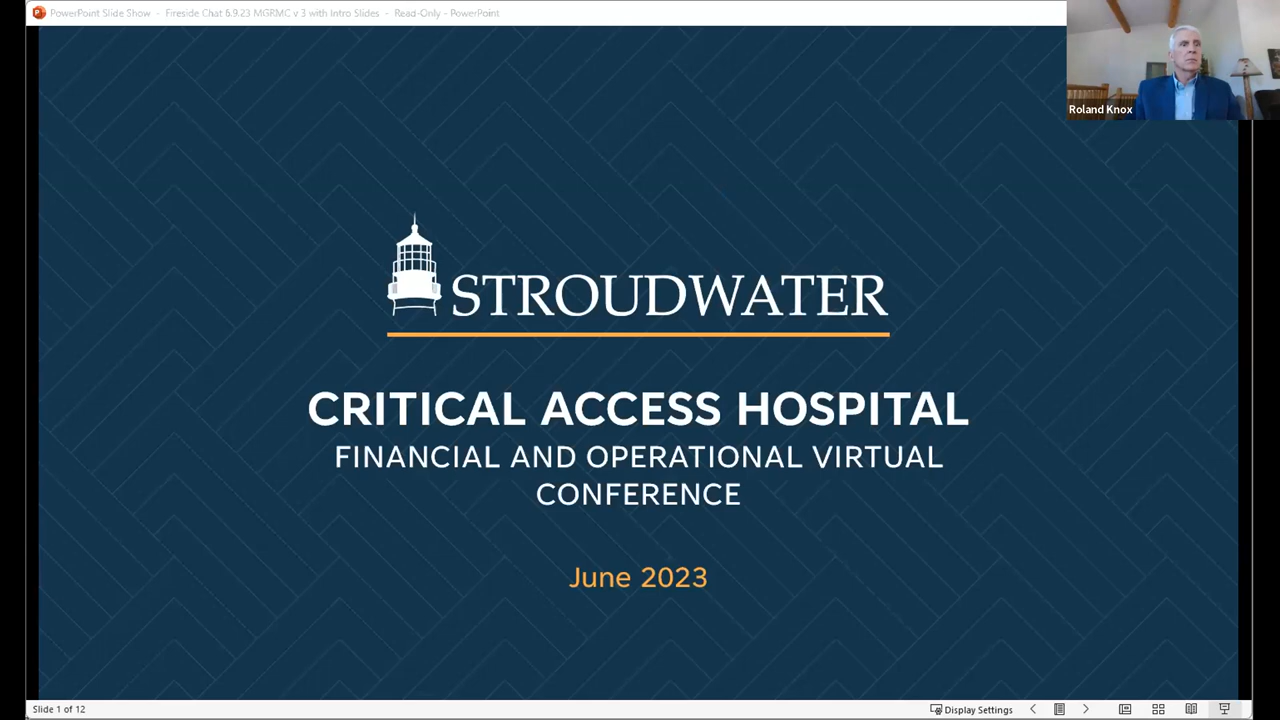 PowerPoint Slide Show - Fireside Chat 6.9.23 MGRMC v 3 with Intro Slides - Read-Only - PowerPoint
Roland Knox
STROUDWATER
CRITICAL ACCESS HOSPITAL
FINANCIAL AND OPERATIONAL VIRTUAL
CONFERENCE
June 2023
Slide 1 of 12
Display Settings